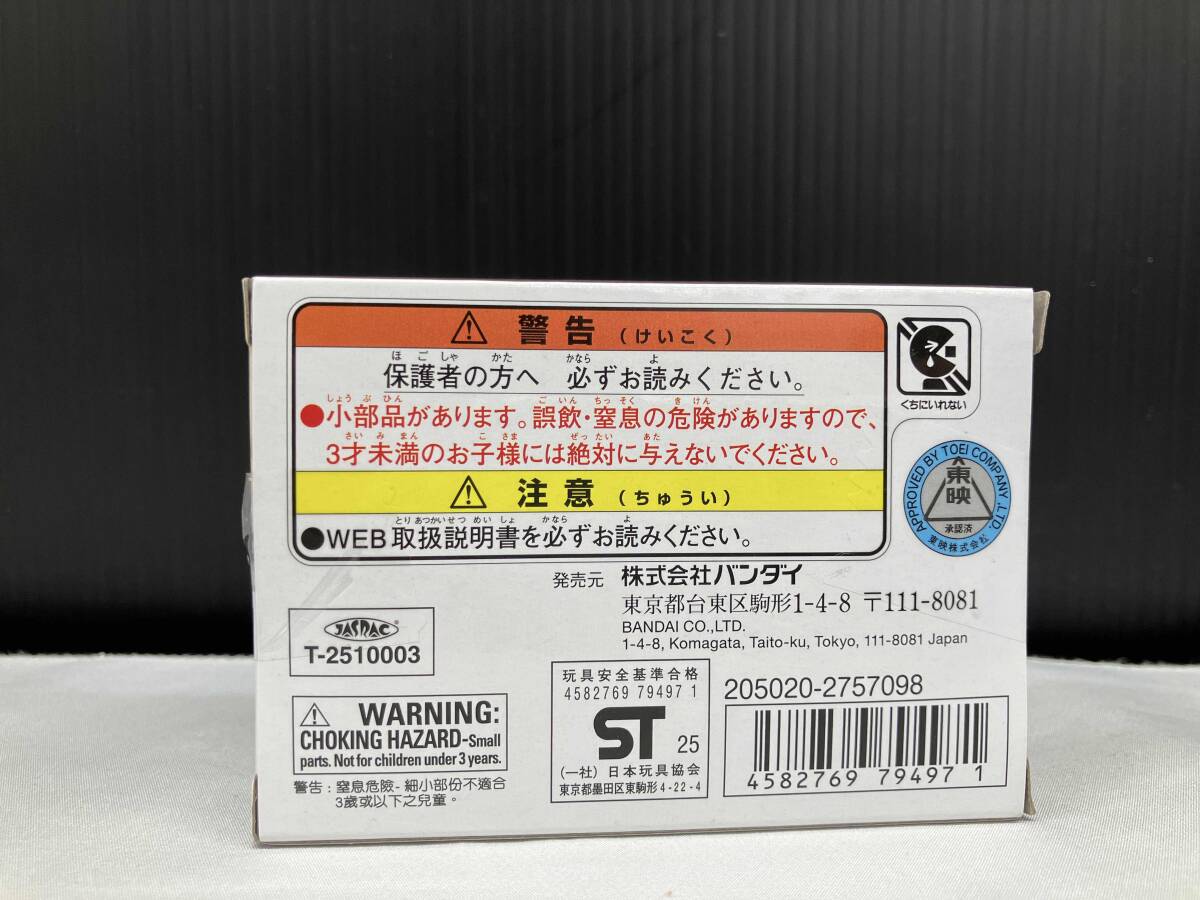 警告（けいこく）
ほごしゃ かた かなら よ
保護者の方へ 必ずお読みください。
しょうぶひん ごいん ちっそく きけん
●小部品があります。誤飲・窒息の危険がありますので、
さいみまん こさま ぜったい あた
3才未満のお子様には絶対に与えないでください。
注意（ちゅうい）
とりあつかいせつめいしょ かなら よ
●WEB取扱説明書を必ずお読みください。
くちにいれない
APPROVED BY TOEI COMPANY, LTD.
東映
承認済
東映株式会社
発売元 株式会社バンダイ
東京都台東区駒形1-4-8 〒111-8081
BANDAI CO.,LTD.
1-4-8, Komagata, Taito-ku, Tokyo, 111-8081 Japan
JASRAC
T-2510003
WARNING:
CHOKING HAZARD-Small
parts. Not for children under 3 years.
警告：窒息危險-細小部份不適合
3歲或以下之兒童。
玩具安全基準合格
4582769 79497 1
ST 25
（一社）日本玩具協会
東京都墨田区東駒形4-22-4
205020-2757098
4582769 794971